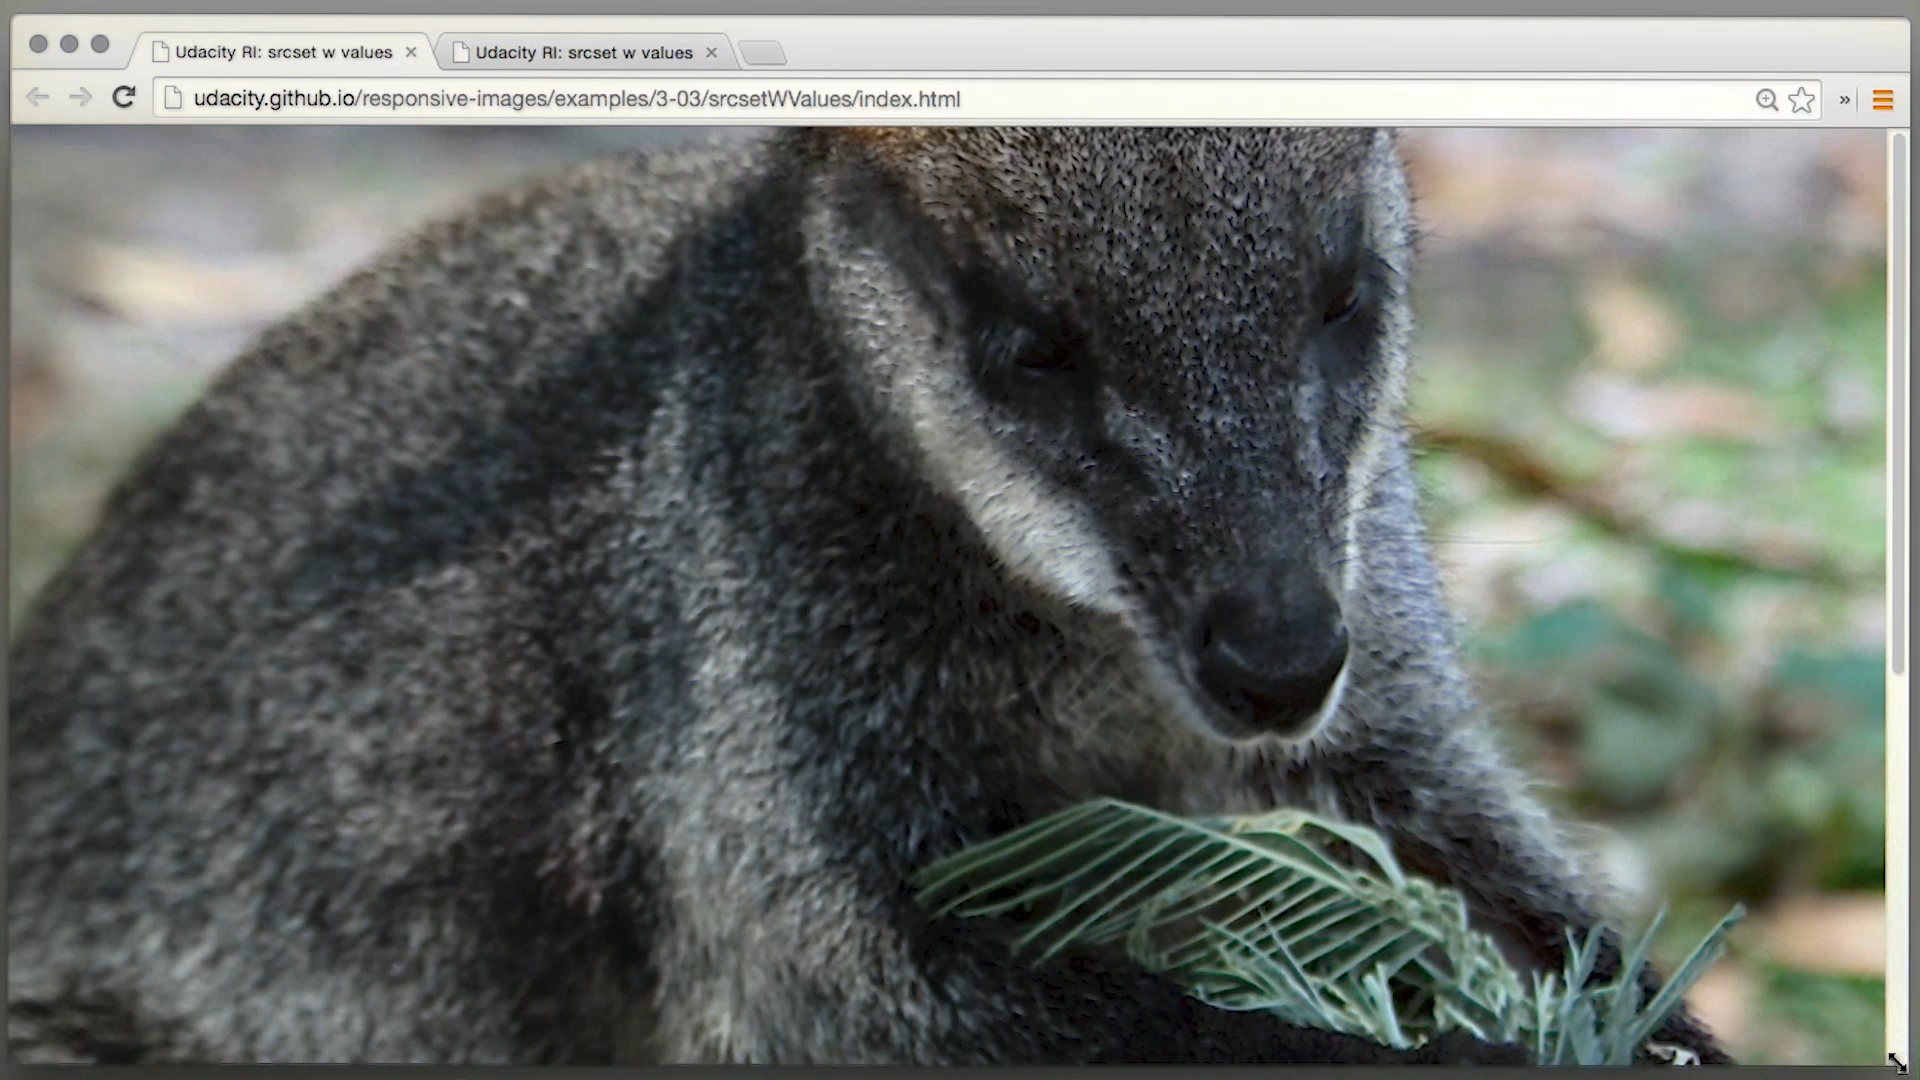 Udacity RI: srcset w values
Udacity RI: srcset w values
udacity.github.io/responsive-images/examples/3-03/srcsetWValues/index.html